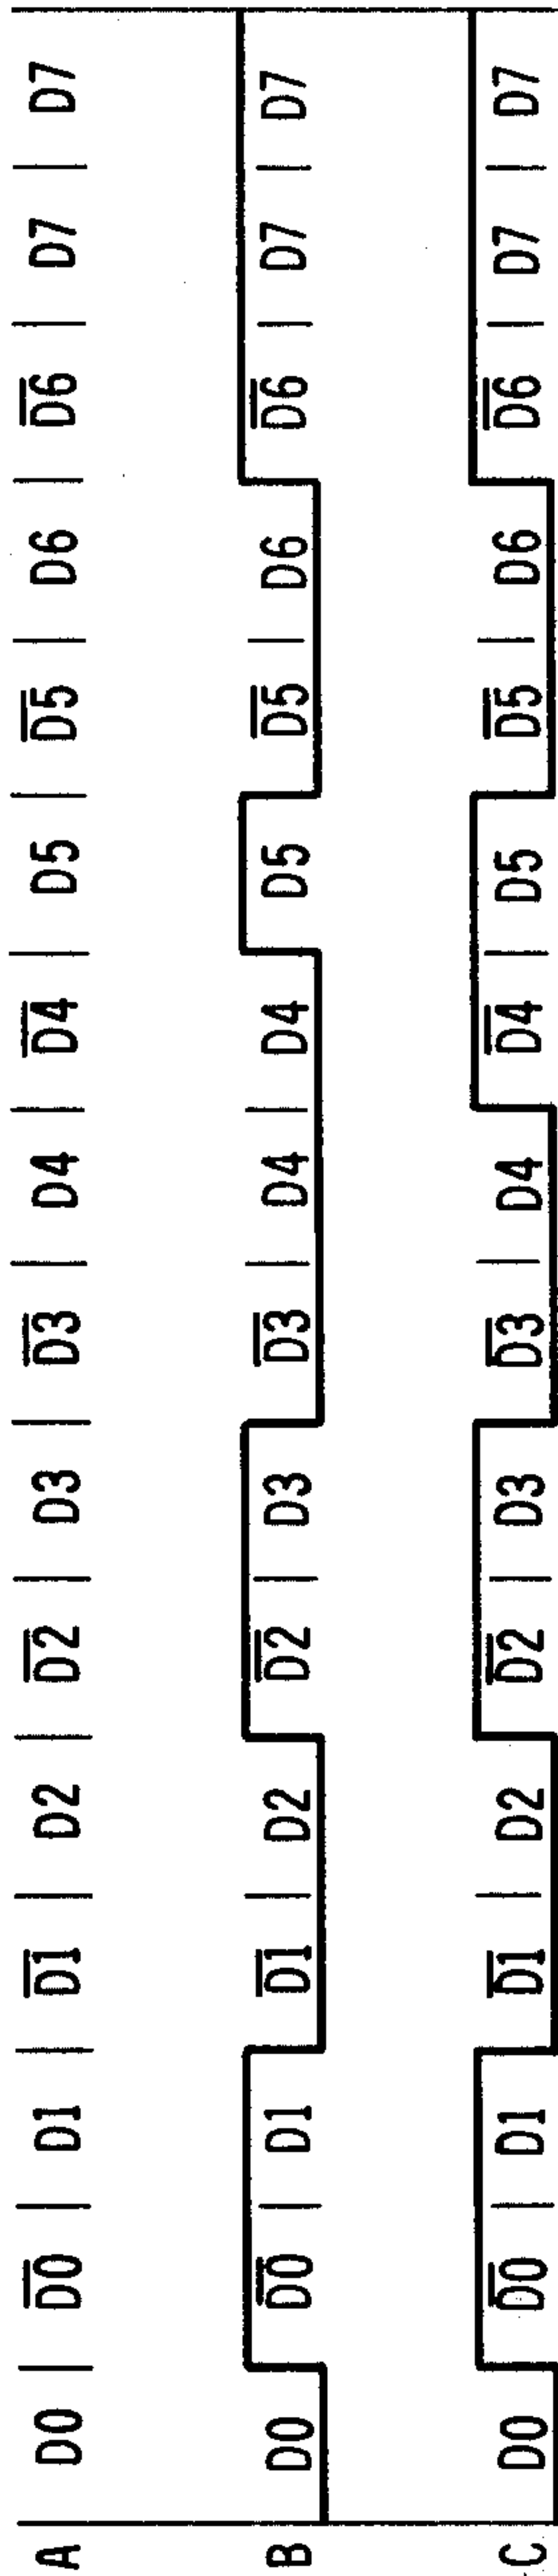 A D0 D̅0̅ D1 D̅1̅ D2 D̅2̅ D3 D̅3̅ D4 D̅4̅ D5 D̅5̅ D6 D̅6̅ D7 D7
B D0 D̅0̅ D1 D̅1̅ D2 D̅2̅ D3 D̅3̅ D4 D4 D5 D̅5̅ D6 D̅6̅ D7 D7
C D0 D̅0̅ D1 D̅1̅ D2 D̅2̅ D3 D̅3̅ D4 D̅4̅ D5 D̅5̅ D6 D̅6̅ D7 D7